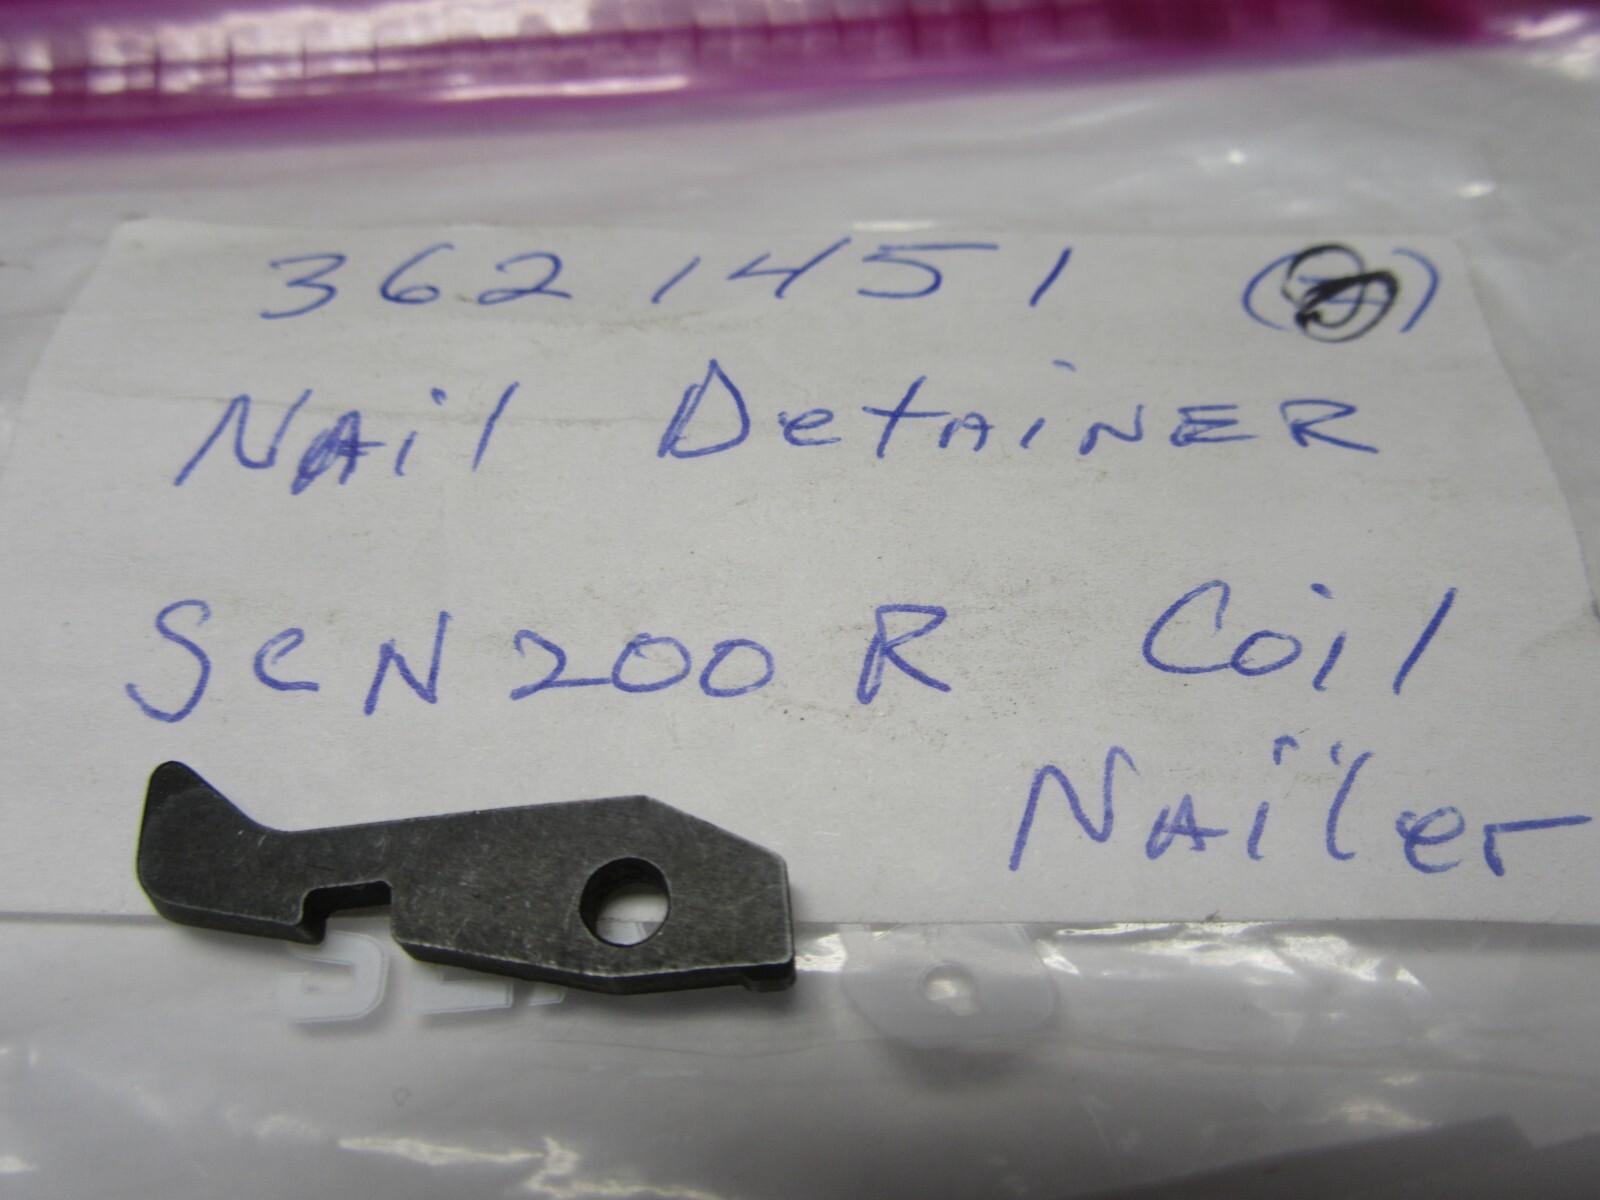 3621451
Nail Detainer
SCN200R Coil
Nailer